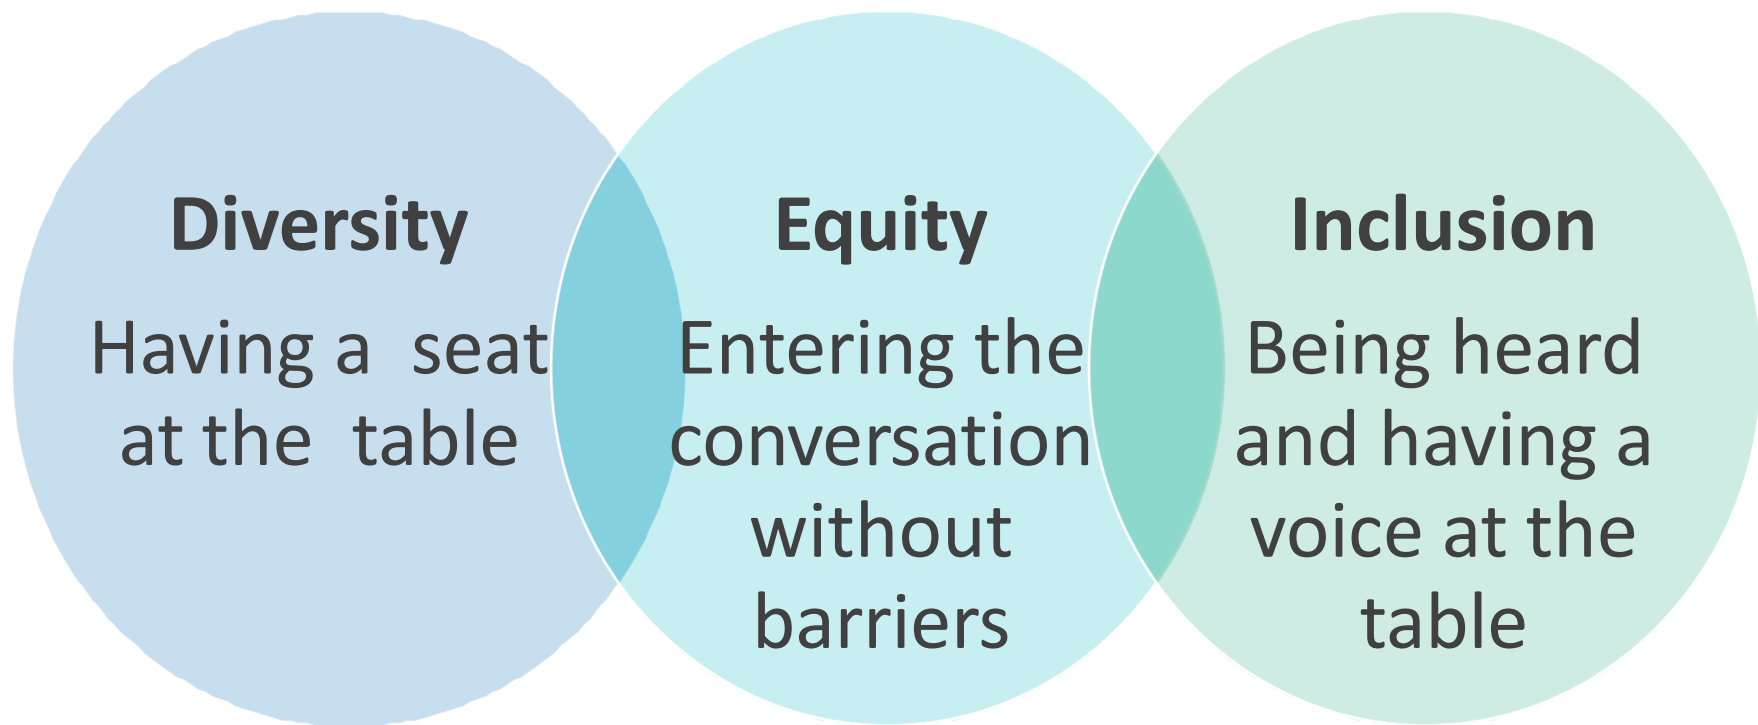 Diversity
Having a  seat
at the  table
Equity
Entering the
conversation
without
barriers
Inclusion
Being heard
and having a
voice at the
table